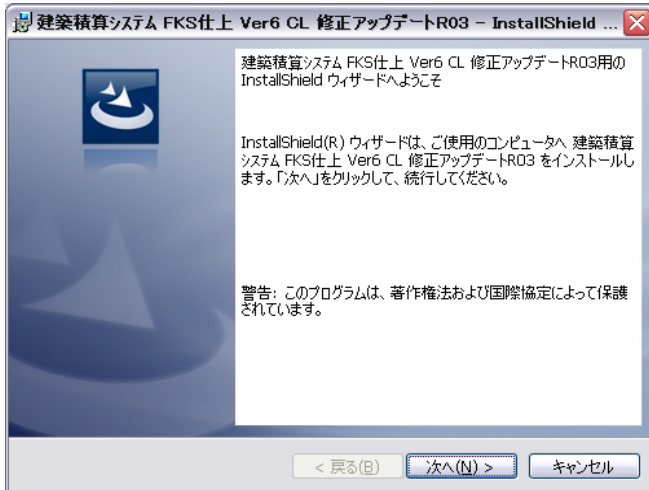 建築積算システム FKS仕上 Ver6 CL 修正アップデートR03 - InstallShield ...
建築積算システム FKS仕上 Ver6 CL 修正アップデートR03用の
InstallShield ウィザードへようこそ
InstallShield(R) ウィザードは、ご使用のコンピュータへ 建築積算
システム FKS仕上 Ver6 CL 修正アップデートR03 をインストールし
ます。「次へ」をクリックして、続行してください。
警告: このプログラムは、著作権法および国際協定によって保護
されています。
< 戻る(B) 次へ(N) > キャンセル